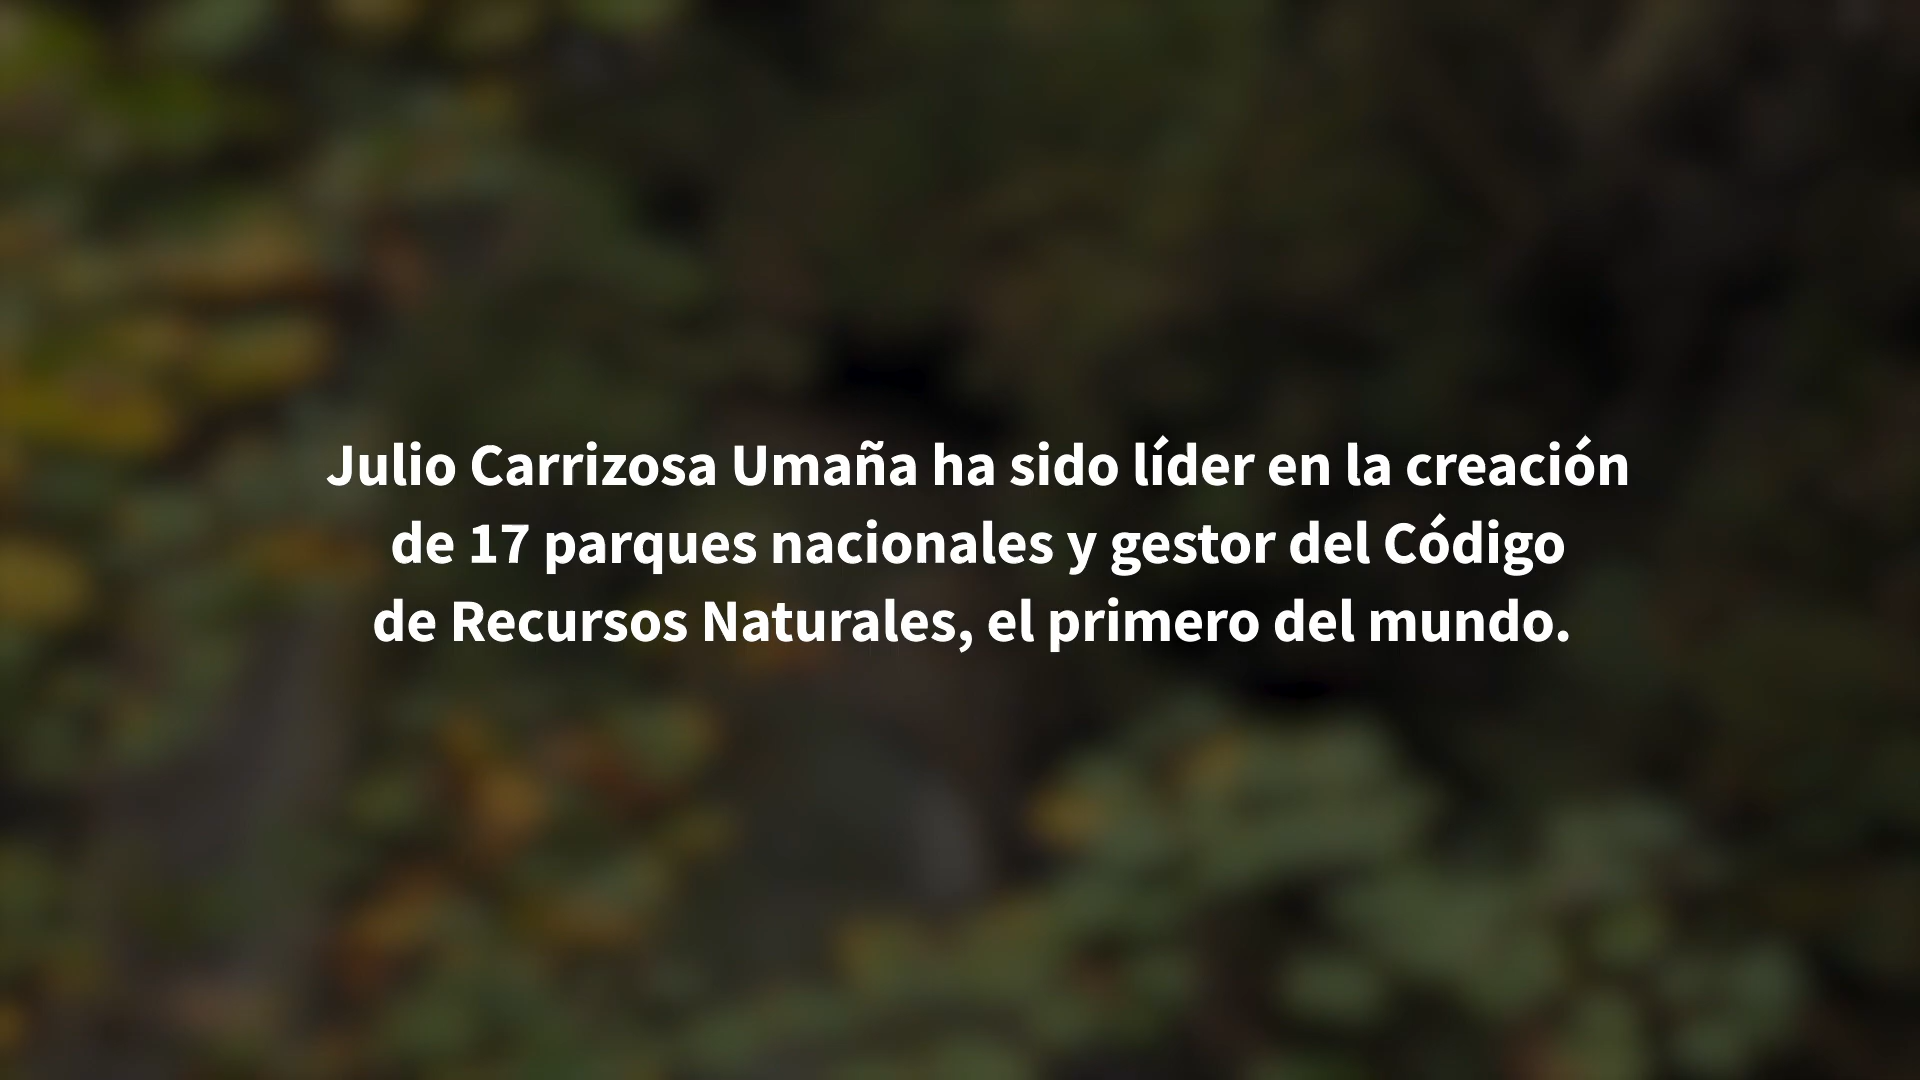 Julio Carrizosa Umaña ha sido líder en la creación
de 17 parques nacionales y gestor del Código
de Recursos Naturales, el primero del mundo.